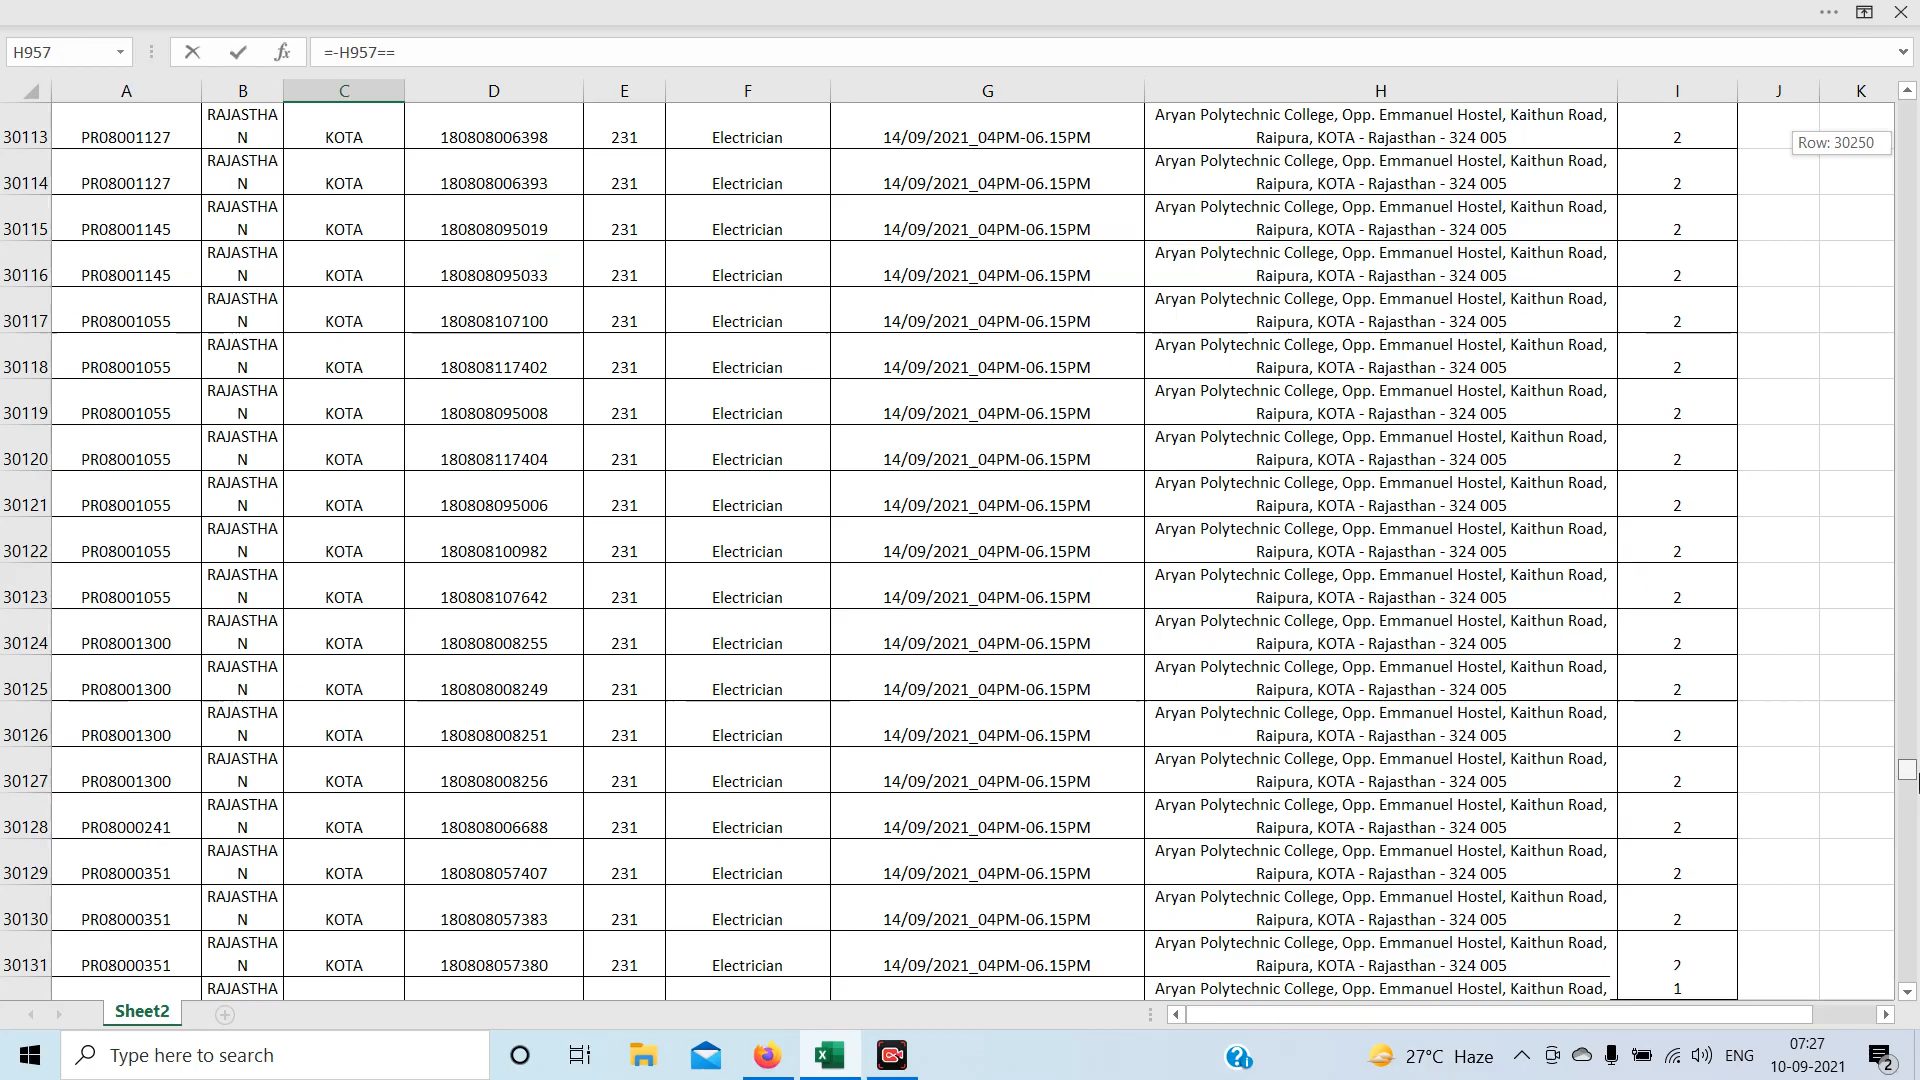 H957
=-H957==
A B C D E F G H I J K
RAJASTHA Aryan Polytechnic College, Opp. Emmanuel Hostel, Kaithun Road,
30113 PR08001127 N KOTA 180808006398 231 Electrician 14/09/2021_04PM-06.15PM Raipura, KOTA - Rajasthan - 324 005 2
Row: 30250
RAJASTHA Aryan Polytechnic College, Opp. Emmanuel Hostel, Kaithun Road,
30114 PR08001127 N KOTA 180808006393 231 Electrician 14/09/2021_04PM-06.15PM Raipura, KOTA - Rajasthan - 324 005 2
RAJASTHA Aryan Polytechnic College, Opp. Emmanuel Hostel, Kaithun Road,
30115 PR08001145 N KOTA 180808095019 231 Electrician 14/09/2021_04PM-06.15PM Raipura, KOTA - Rajasthan - 324 005 2
RAJASTHA Aryan Polytechnic College, Opp. Emmanuel Hostel, Kaithun Road,
30116 PR08001145 N KOTA 180808095033 231 Electrician 14/09/2021_04PM-06.15PM Raipura, KOTA - Rajasthan - 324 005 2
RAJASTHA Aryan Polytechnic College, Opp. Emmanuel Hostel, Kaithun Road,
30117 PR08001055 N KOTA 180808107100 231 Electrician 14/09/2021_04PM-06.15PM Raipura, KOTA - Rajasthan - 324 005 2
RAJASTHA Aryan Polytechnic College, Opp. Emmanuel Hostel, Kaithun Road,
30118 PR08001055 N KOTA 180808117402 231 Electrician 14/09/2021_04PM-06.15PM Raipura, KOTA - Rajasthan - 324 005 2
RAJASTHA Aryan Polytechnic College, Opp. Emmanuel Hostel, Kaithun Road,
30119 PR08001055 N KOTA 180808095008 231 Electrician 14/09/2021_04PM-06.15PM Raipura, KOTA - Rajasthan - 324 005 2
RAJASTHA Aryan Polytechnic College, Opp. Emmanuel Hostel, Kaithun Road,
30120 PR08001055 N KOTA 180808117404 231 Electrician 14/09/2021_04PM-06.15PM Raipura, KOTA - Rajasthan - 324 005 2
RAJASTHA Aryan Polytechnic College, Opp. Emmanuel Hostel, Kaithun Road,
30121 PR08001055 N KOTA 180808095006 231 Electrician 14/09/2021_04PM-06.15PM Raipura, KOTA - Rajasthan - 324 005 2
RAJASTHA Aryan Polytechnic College, Opp. Emmanuel Hostel, Kaithun Road,
30122 PR08001055 N KOTA 180808100982 231 Electrician 14/09/2021_04PM-06.15PM Raipura, KOTA - Rajasthan - 324 005 2
RAJASTHA Aryan Polytechnic College, Opp. Emmanuel Hostel, Kaithun Road,
30123 PR08001055 N KOTA 180808107642 231 Electrician 14/09/2021_04PM-06.15PM Raipura, KOTA - Rajasthan - 324 005 2
RAJASTHA Aryan Polytechnic College, Opp. Emmanuel Hostel, Kaithun Road,
30124 PR08001300 N KOTA 180808008255 231 Electrician 14/09/2021_04PM-06.15PM Raipura, KOTA - Rajasthan - 324 005 2
RAJASTHA Aryan Polytechnic College, Opp. Emmanuel Hostel, Kaithun Road,
30125 PR08001300 N KOTA 180808008249 231 Electrician 14/09/2021_04PM-06.15PM Raipura, KOTA - Rajasthan - 324 005 2
RAJASTHA Aryan Polytechnic College, Opp. Emmanuel Hostel, Kaithun Road,
30126 PR08001300 N KOTA 180808008251 231 Electrician 14/09/2021_04PM-06.15PM Raipura, KOTA - Rajasthan - 324 005 2
RAJASTHA Aryan Polytechnic College, Opp. Emmanuel Hostel, Kaithun Road,
30127 PR08001300 N KOTA 180808008256 231 Electrician 14/09/2021_04PM-06.15PM Raipura, KOTA - Rajasthan - 324 005 2
RAJASTHA Aryan Polytechnic College, Opp. Emmanuel Hostel, Kaithun Road,
30128 PR08000241 N KOTA 180808006688 231 Electrician 14/09/2021_04PM-06.15PM Raipura, KOTA - Rajasthan - 324 005 2
RAJASTHA Aryan Polytechnic College, Opp. Emmanuel Hostel, Kaithun Road,
30129 PR08000351 N KOTA 180808057407 231 Electrician 14/09/2021_04PM-06.15PM Raipura, KOTA - Rajasthan - 324 005 2
RAJASTHA Aryan Polytechnic College, Opp. Emmanuel Hostel, Kaithun Road,
30130 PR08000351 N KOTA 180808057383 231 Electrician 14/09/2021_04PM-06.15PM Raipura, KOTA - Rajasthan - 324 005 2
RAJASTHA Aryan Polytechnic College, Opp. Emmanuel Hostel, Kaithun Road,
30131 PR08000351 N KOTA 180808057380 231 Electrician 14/09/2021_04PM-06.15PM Raipura, KOTA - Rajasthan - 324 005 2
RAJASTHA Aryan Polytechnic College, Opp. Emmanuel Hostel, Kaithun Road, 1
Sheet2
Type here to search 27°C Haze ENG 07:27
10-09-2021 2